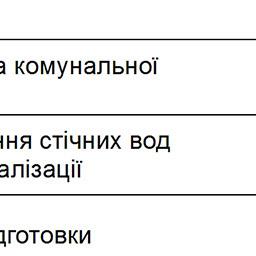 а комунальної
ння стічних вод
алізації
дготовки